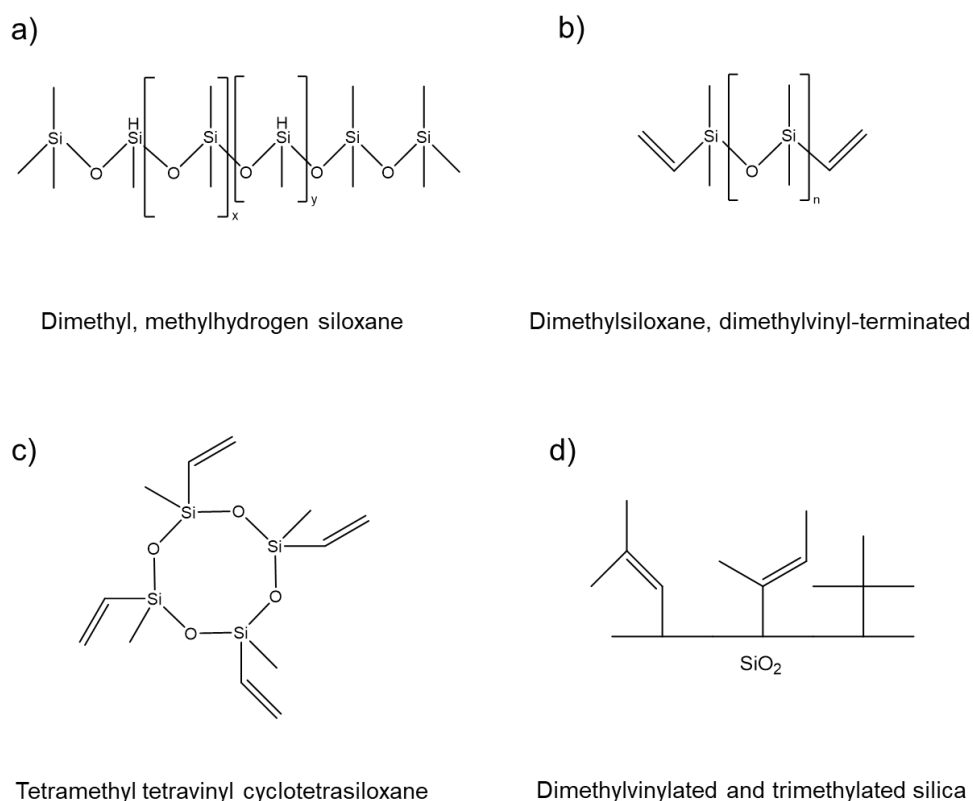 a)
b)
H
H
Si
Si
Si
Si
Si
Si
O
O
O
O
O
x
y
Si
Si
O
n
Dimethyl, methylhydrogen siloxane
Dimethylsiloxane, dimethylvinyl-terminated
c)
d)
Si
O
O
Si
Si
O
O
Si
SiO₂
Tetramethyl tetravinyl cyclotetrasiloxane
Dimethylvinylated and trimethylated silica